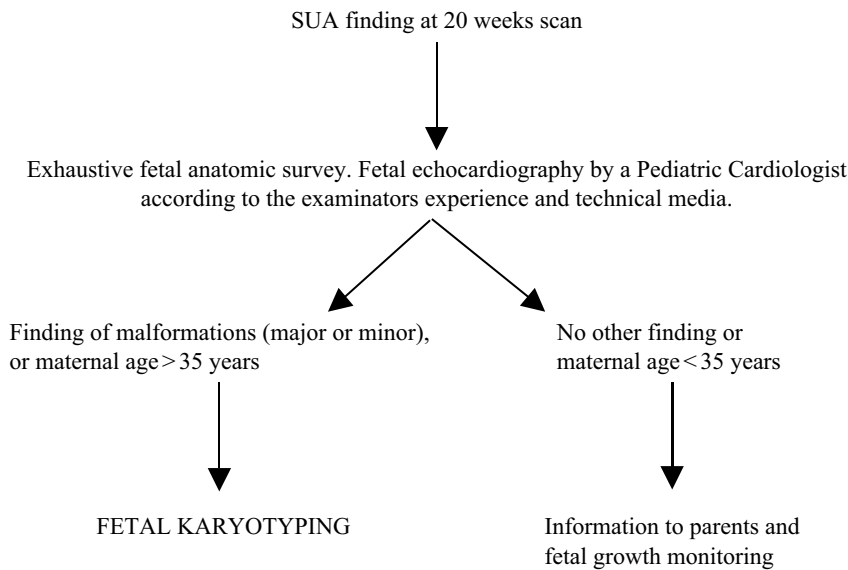 SUA finding at 20 weeks scan
Exhaustive fetal anatomic survey. Fetal echocardiography by a Pediatric Cardiologist
according to the examinators experience and technical media.
Finding of malformations (major or minor),
or maternal age > 35 years
No other finding or
maternal age < 35 years
FETAL KARYOTYPING
Information to parents and
fetal growth monitoring